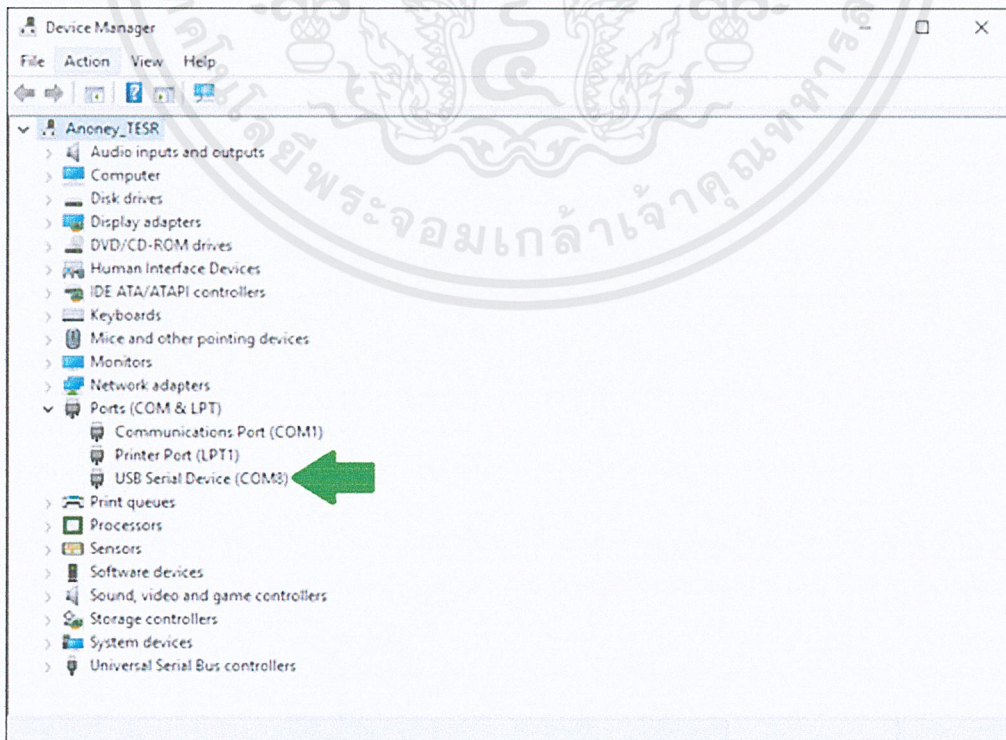 Device Manager
File Action View Help
Anoney_TESR
Audio inputs and outputs
Computer
Disk drives
Display adapters
DVD/CD-ROM drives
Human Interface Devices
IDE ATA/ATAPI controllers
Keyboards
Mice and other pointing devices
Monitors
Network adapters
Ports (COM & LPT)
Communications Port (COM1)
Printer Port (LPT1)
USB Serial Device (COM8)
Print queues
Processors
Sensors
Software devices
Sound, video and game controllers
Storage controllers
System devices
Universal Serial Bus controllers